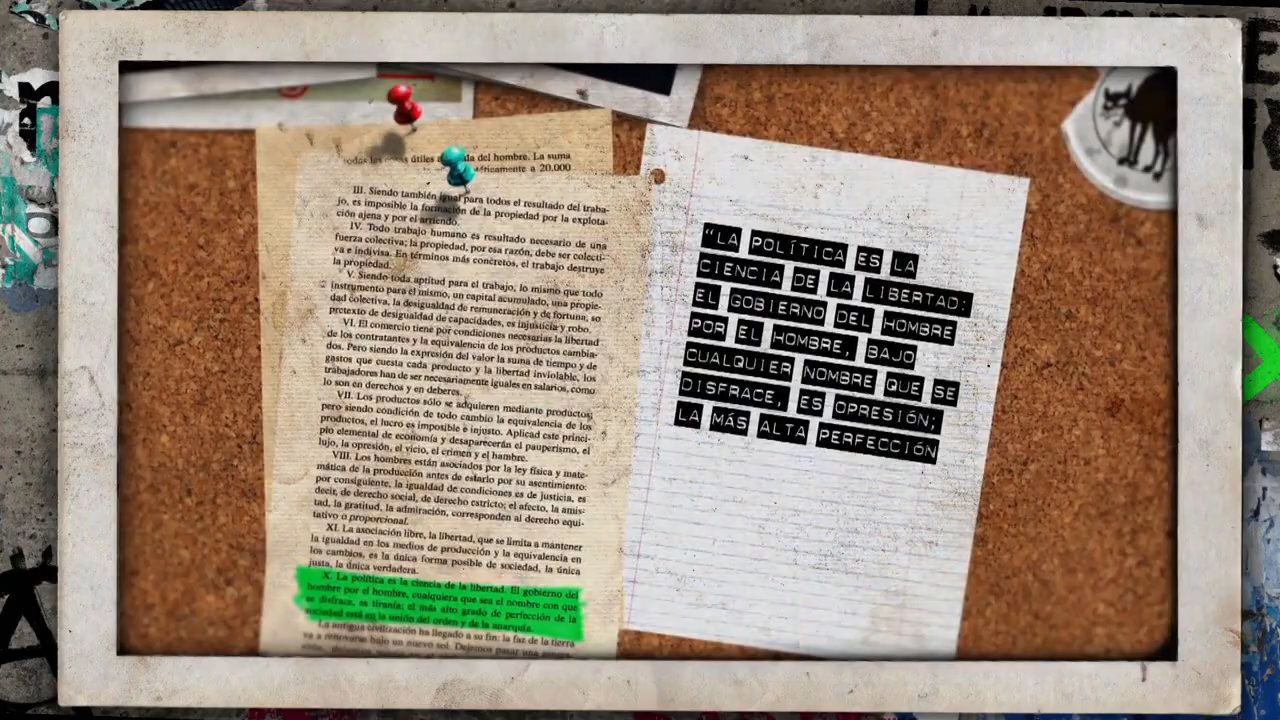 todas las cosas útiles a da del hombre. La suma
ricamente a 20.000
III. Siendo también igual para todos el resultado del traba-
jo, es imposible la formación de la propiedad por la explota-
ción ajena y por el arriendo.
IV. Todo trabajo humano es resultado necesario de una
fuerza colectiva; la propiedad, por esa razón, debe ser colecti-
va e indivisa. En términos más concretos, el trabajo destruye
la propiedad.
V. Siendo toda aptitud para el trabajo, lo mismo que todo
instrumento para el mismo, un capital acumulado, una propie-
dad colectiva, la desigualdad de remuneración y de fortuna, so
pretexto de desigualdad de capacidades, es injusticia y robo.
VI. El comercio tiene por condiciones necesarias la libertad
de los contratantes y la equivalencia de los productos cambia-
dos. Pero siendo la expresión del valor la suma de tiempo y de
gastos que cuesta cada producto y la libertad inviolable, los
trabajadores han de ser necesariamente iguales en salarios, como
lo son en derechos y en deberes.
VII. Los productos sólo se adquieren mediante productos;
pero siendo condición de todo cambio la equivalencia de los
productos, el lucro es imposible e injusto. Aplicad este princi-
pio elemental de economía y desaparecerán el pauperismo, el
lujo, la opresión, el vicio, el crimen y el hambre.
VIII. Los hombres están asociados por la ley física y mate-
mática de la producción antes de estarlo por su asentimiento:
por consiguiente, la igualdad de condiciones es de justicia, es
decir, de derecho social, de derecho estricto; el afecto, la amis-
tad, la gratitud, la admiración, corresponden al derecho equi-
tativo o proporcional.
XI. La asociación libre, la libertad, que se limita a mantener
la igualdad en los medios de producción y la equivalencia en
los cambios, es la única forma posible de sociedad, la única
justa, la única verdadera.
X. La política es la ciencia de la libertad. El gobierno del
hombre por el hombre, cualquiera que sea el nombre con que
se disfrace, es tiranía; el más alto grado de perfección de la
sociedad está en la unión del orden y de la anarquía.
La antigua civilización ha llegado a su fin: la faz de la tierra
va a renovarse bajo un nuevo sol. Dejemos pasar una
"LA POLÍTICA ES LA
CIENCIA DE LA LIBERTAD:
EL GOBIERNO DEL HOMBRE
POR EL HOMBRE, BAJO
CUALQUIER NOMBRE QUE SE
DISFRACE, ES OPRESIÓN;
LA MÁS ALTA PERFECCIÓN